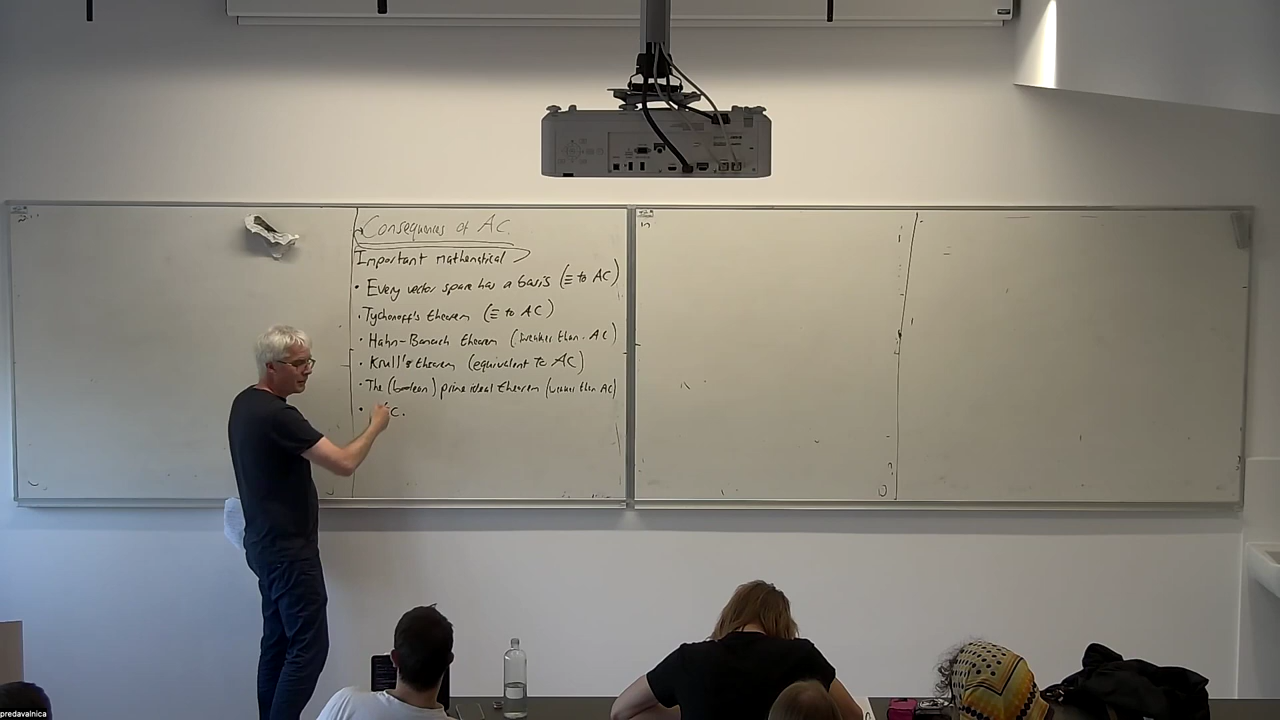 Consequences of AC
Important mathematical
• Every vector space has a basis (≡ to AC)
• Tychonoff's theorem (≡ to AC)
• Hahn-Banach theorem (weaker than AC)
• Krull's theorem (equivalent to AC)
• The (boolean) prime ideal theorem (weaker than AC)
predavalnica